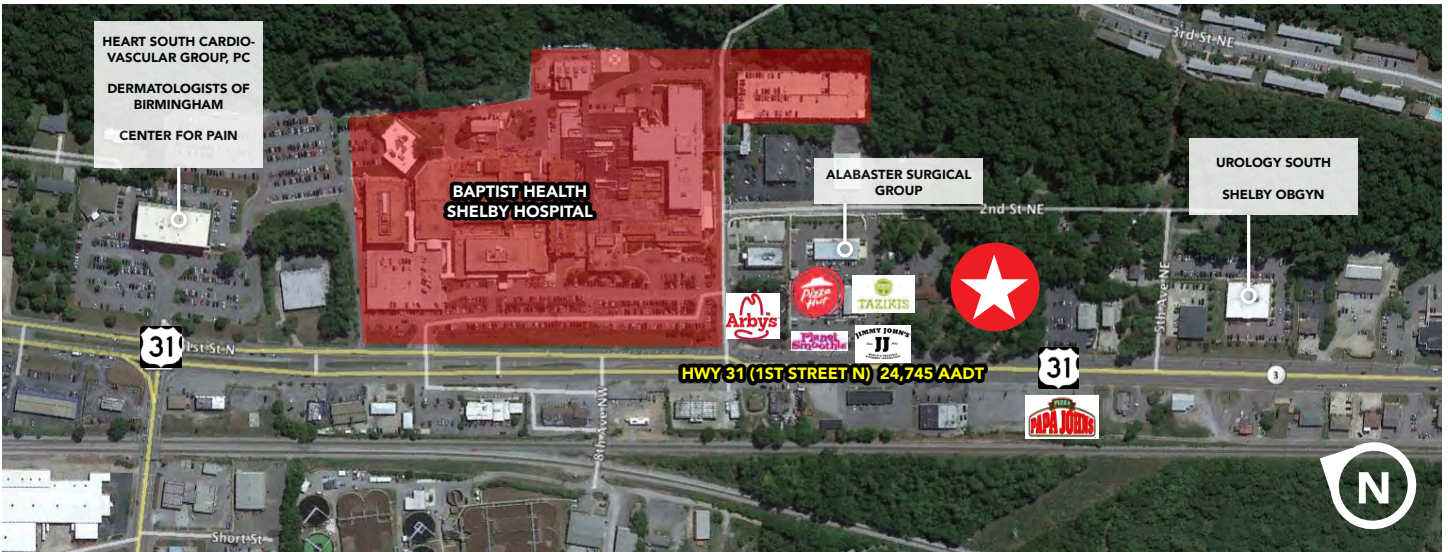 HEART SOUTH CARDIO-
VASCULAR GROUP, PC
DERMATOLOGISTS OF
BIRMINGHAM
CENTER FOR PAIN
BAPTIST HEALTH
SHELBY HOSPITAL
3rd St NE
ALABASTER SURGICAL
GROUP
UROLOGY SOUTH
SHELBY OBGYN
2nd St NE
5th Ave NE
Arby's
Pizza
Hut
TAZIKIS
Planet
Smoothie
JIMMY JOHN'S
JJ
31
1st St N
HWY 31 (1ST STREET N) 24,745 AADT
31
3
PIZZA
PAPA JOHNS
8th Ave NW
Short St
N